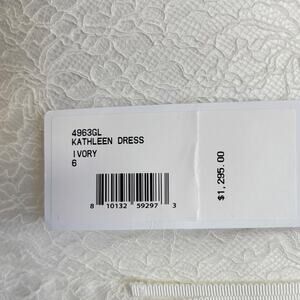 4963GL
KATHLEEN DRESS
IVORY
6
8 10132 59297 3
$1,295.00